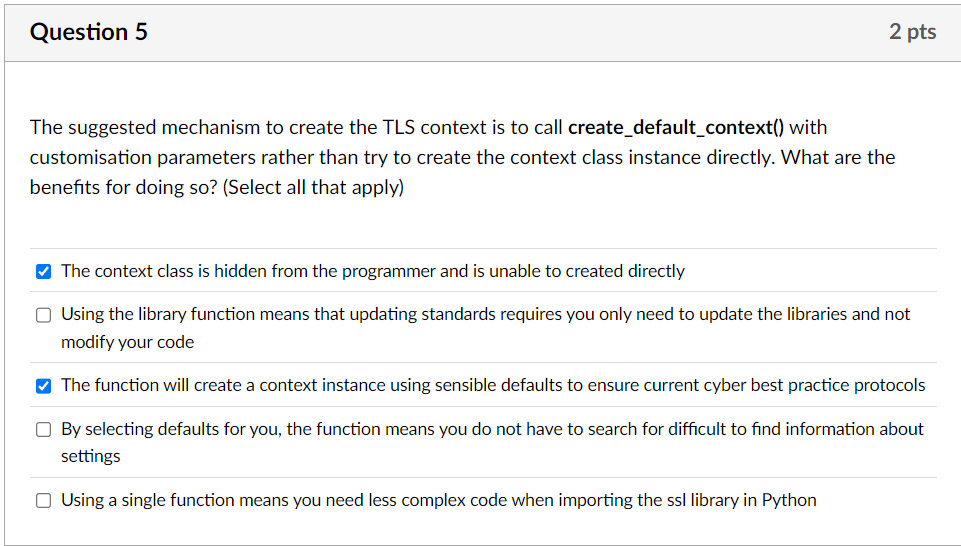 Question 5
2 pts
The suggested mechanism to create the TLS context is to call create_default_context() with
customisation parameters rather than try to create the context class instance directly. What are the
benefits for doing so? (Select all that apply)
The context class is hidden from the programmer and is unable to created directly
Using the library function means that updating standards requires you only need to update the libraries and not
modify your code
The function will create a context instance using sensible defaults to ensure current cyber best practice protocols
By selecting defaults for you, the function means you do not have to search for difficult to find information about
settings
Using a single function means you need less complex code when importing the ssl library in Python